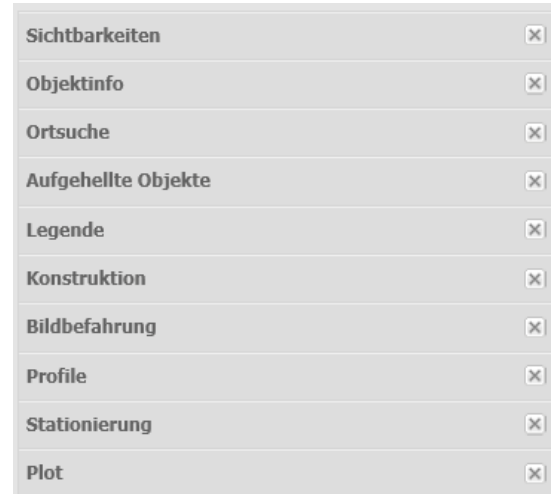 Sichtbarkeiten
Objektinfo
Ortsuche
Aufgehellte Objekte
Legende
Konstruktion
Bildbefahrung
Profile
Stationierung
Plot